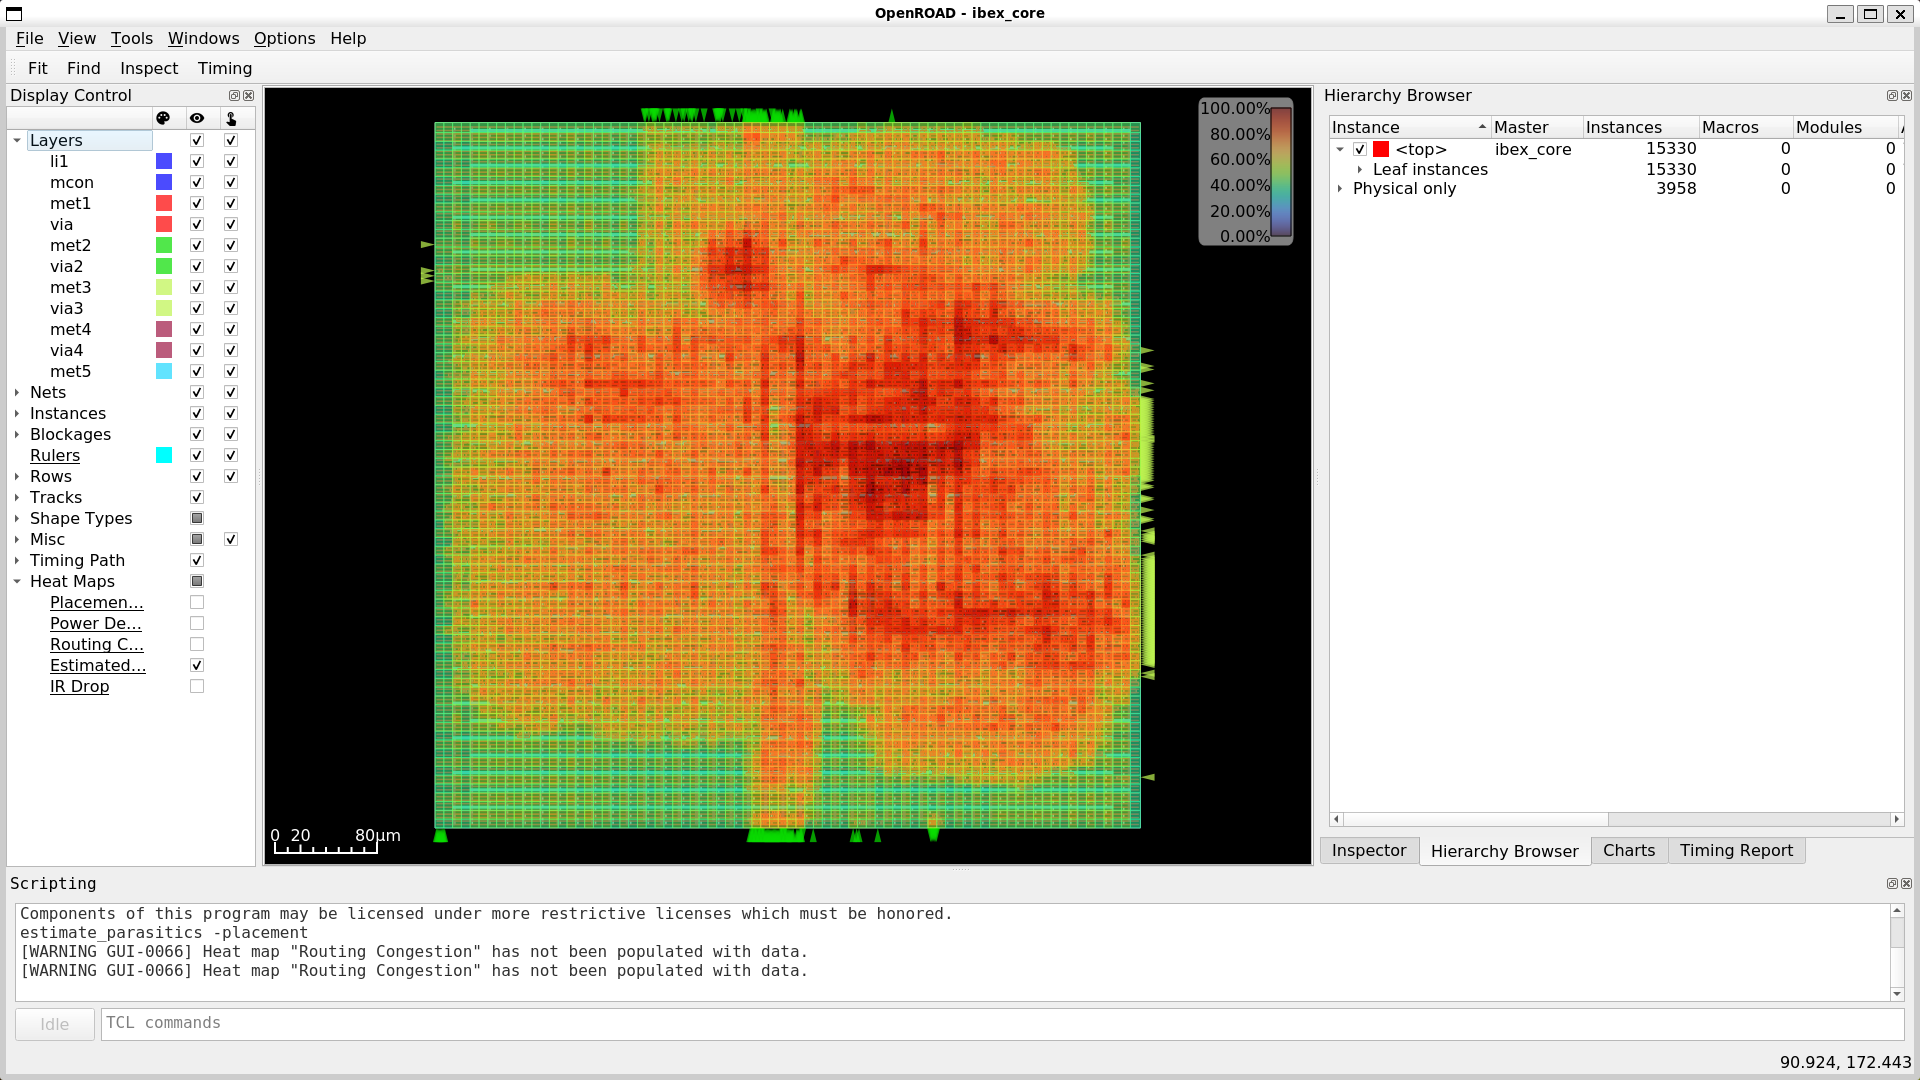 OpenROAD - ibex_core
File View Tools Windows Options Help
Fit Find Inspect Timing
Display Control
Layers
li1
mcon
met1
via
met2
via2
met3
via3
met4
via4
met5
Nets
Instances
Blockages
Rulers
Rows
Tracks
Shape Types
Misc
Timing Path
Heat Maps
Placemen...
Power De...
Routing C...
Estimated...
IR Drop
100.00%
80.00%
60.00%
40.00%
20.00%
0.00%
0 20 80μm
Hierarchy Browser
Instance Master Instances Macros Modules
<top> ibex_core 15330 0 0
Leaf instances 15330 0 0
Physical only 3958 0 0
Inspector Hierarchy Browser Charts Timing Report
Scripting
Components of this program may be licensed under more restrictive licenses which must be honored.
estimate_parasitics -placement
[WARNING GUI-0066] Heat map "Routing Congestion" has not been populated with data.
[WARNING GUI-0066] Heat map "Routing Congestion" has not been populated with data.
Idle TCL commands
90.924, 172.443